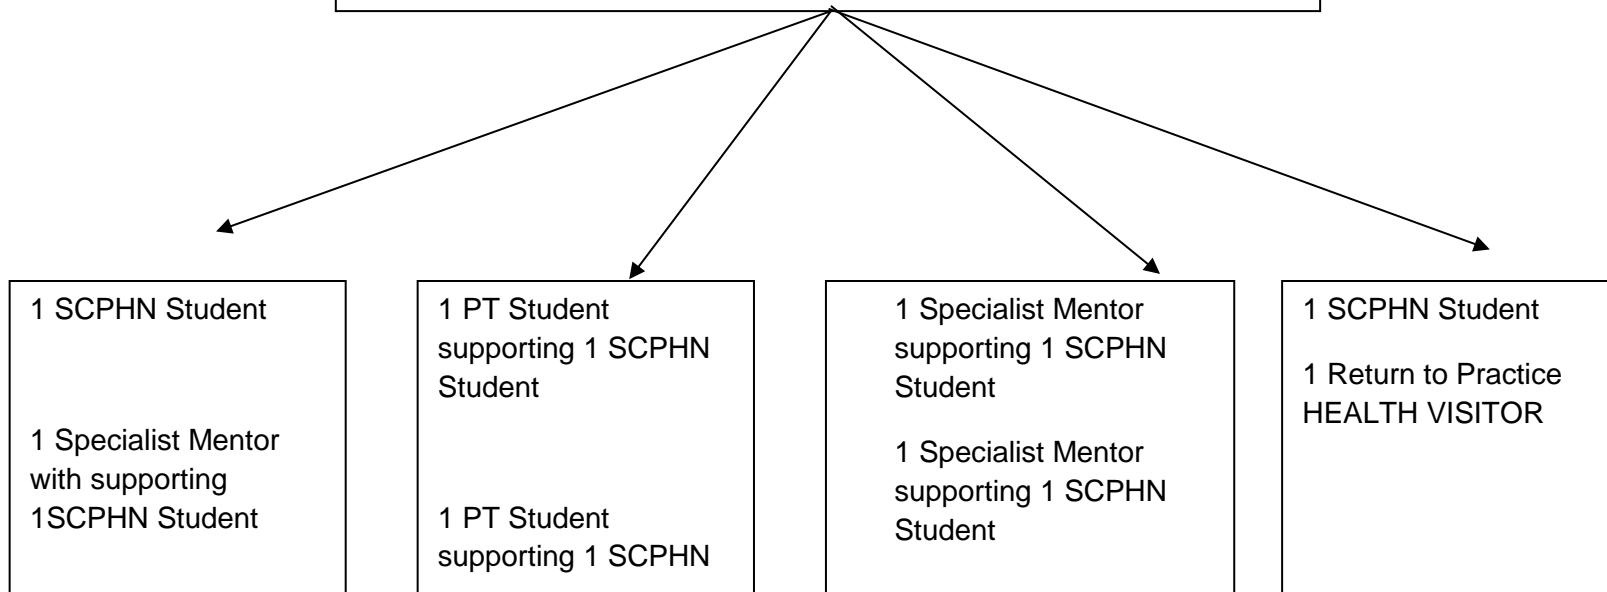 1 SCPHN Student
1 Specialist Mentor
with supporting
1SCPHN Student
1 PT Student
supporting 1 SCPHN
Student
1 PT Student
supporting 1 SCPHN
1 Specialist Mentor
supporting 1 SCPHN
Student
1 Specialist Mentor
supporting 1 SCPHN
Student
1 SCPHN Student
1 Return to Practice
HEALTH VISITOR